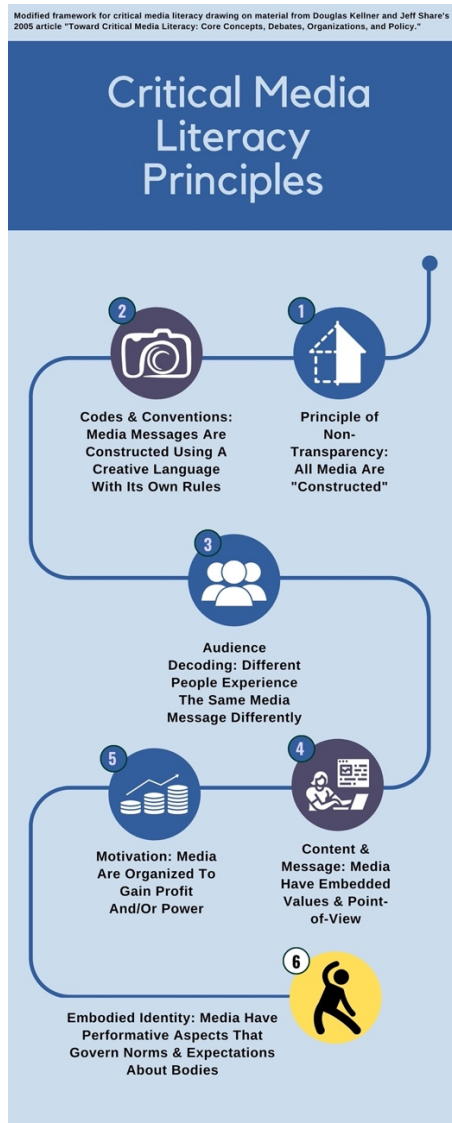 Modified framework for critical media literacy drawing on material from Douglas Kellner and Jeff Share's
2005 article "Toward Critical Media Literacy: Core Concepts, Debates, Organizations, and Policy."
Critical Media
Literacy
Principles
1
Principle of
Non-
Transparency:
All Media Are
"Constructed"
2
Codes & Conventions:
Media Messages Are
Constructed Using A
Creative Language
With Its Own Rules
3
Audience
Decoding: Different
People Experience
The Same Media
Message Differently
4
Content &
Message: Media
Have Embedded
Values & Point-
of-View
5
Motivation: Media
Are Organized To
Gain Profit
And/Or Power
6
Embodied Identity: Media Have
Performative Aspects That
Govern Norms & Expectations
About Bodies